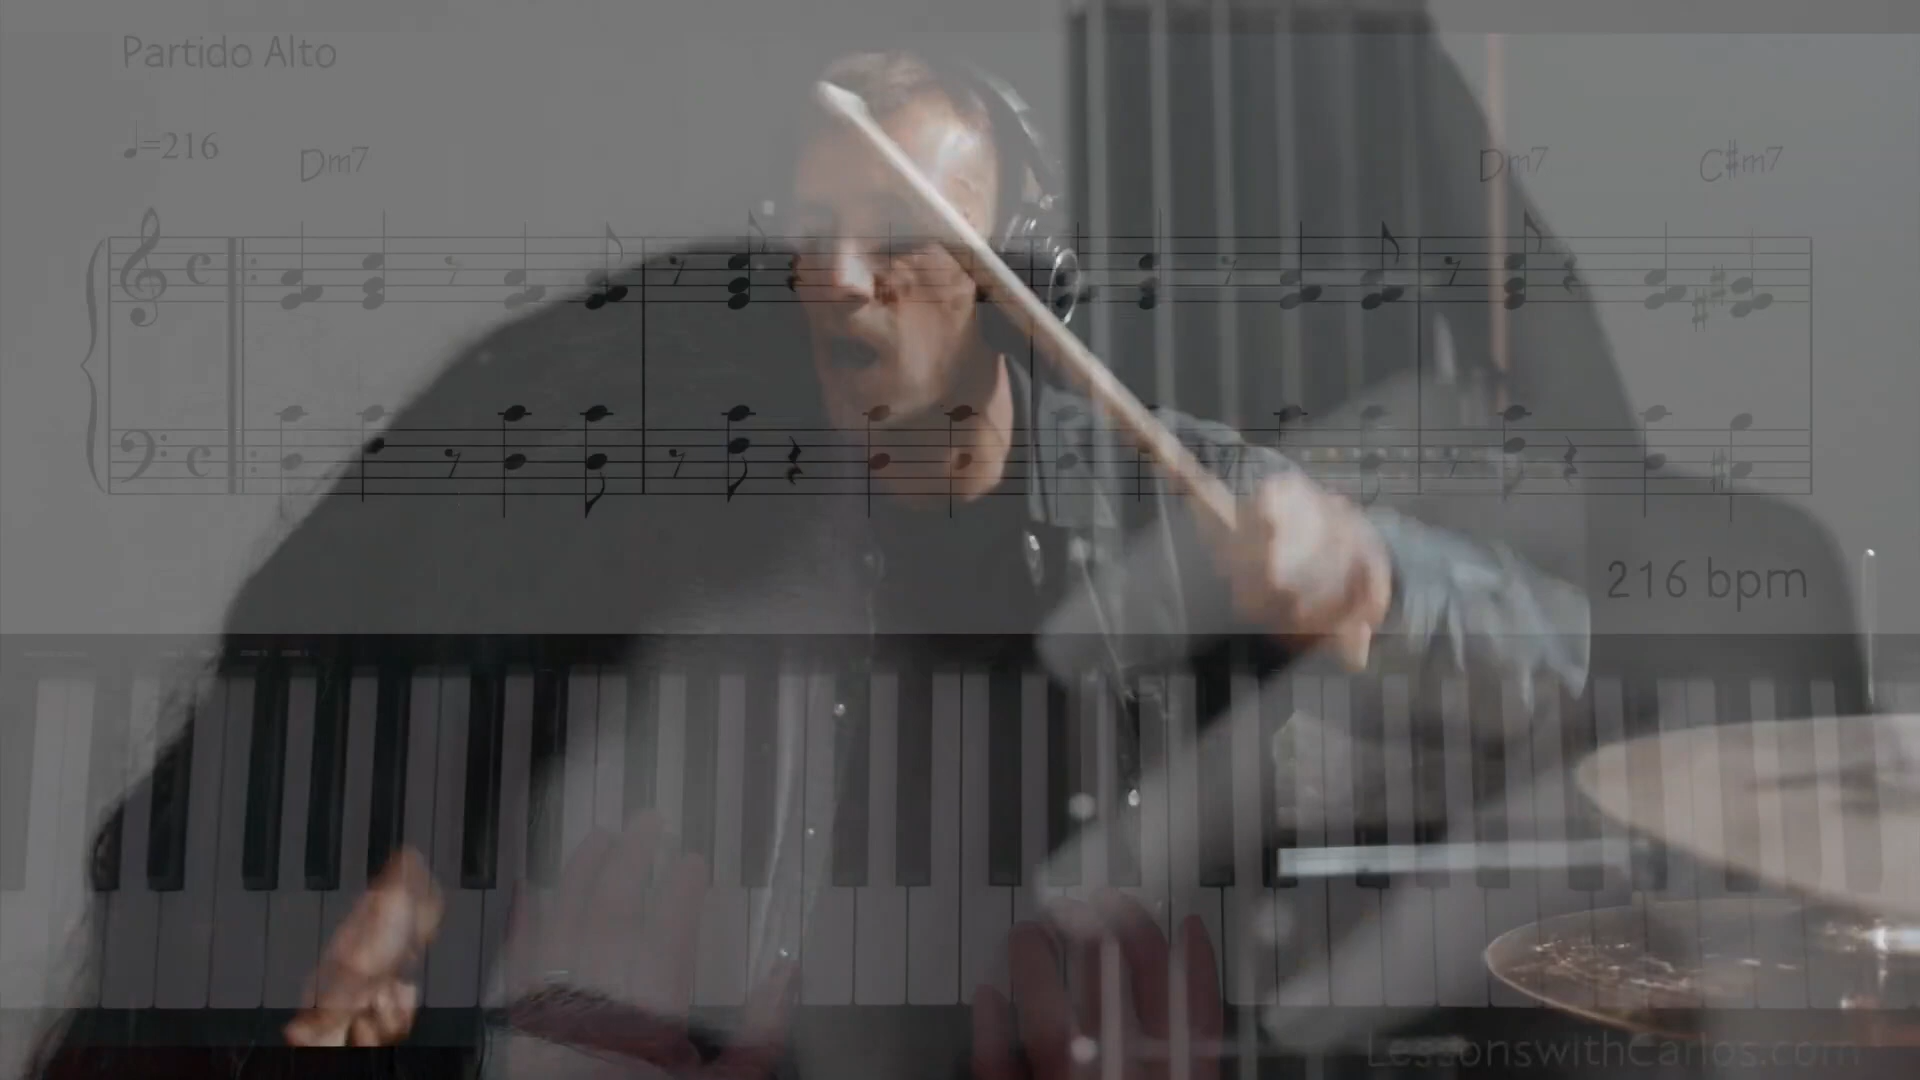 Partido Alto
♩=216
Dm7 Dm7 C#m7
216 bpm
LessonswithCarlos.com